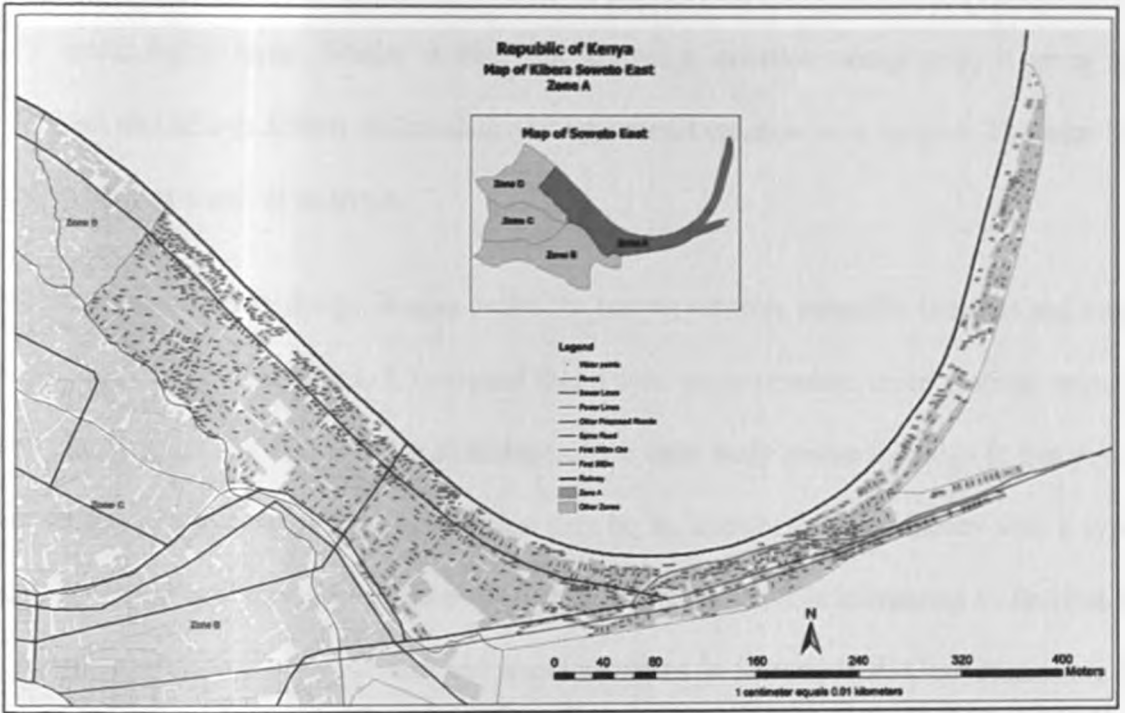 Republic of Kenya
Map of Kibera Soweto East
Zone A
Map of Soweto East
Zone D
Zone C
Zone B
Zone A
Zone D
Zone C
Zone B
Legend
Water points
Rivers
Sewer Lines
Power Lines
Other Proposed Roads
Spine Road
First 200m
Railway
Zone A
Other Zones
N
0 40 80 160 240 320 400
Meters
1 centimeter equals 0.01 kilometers